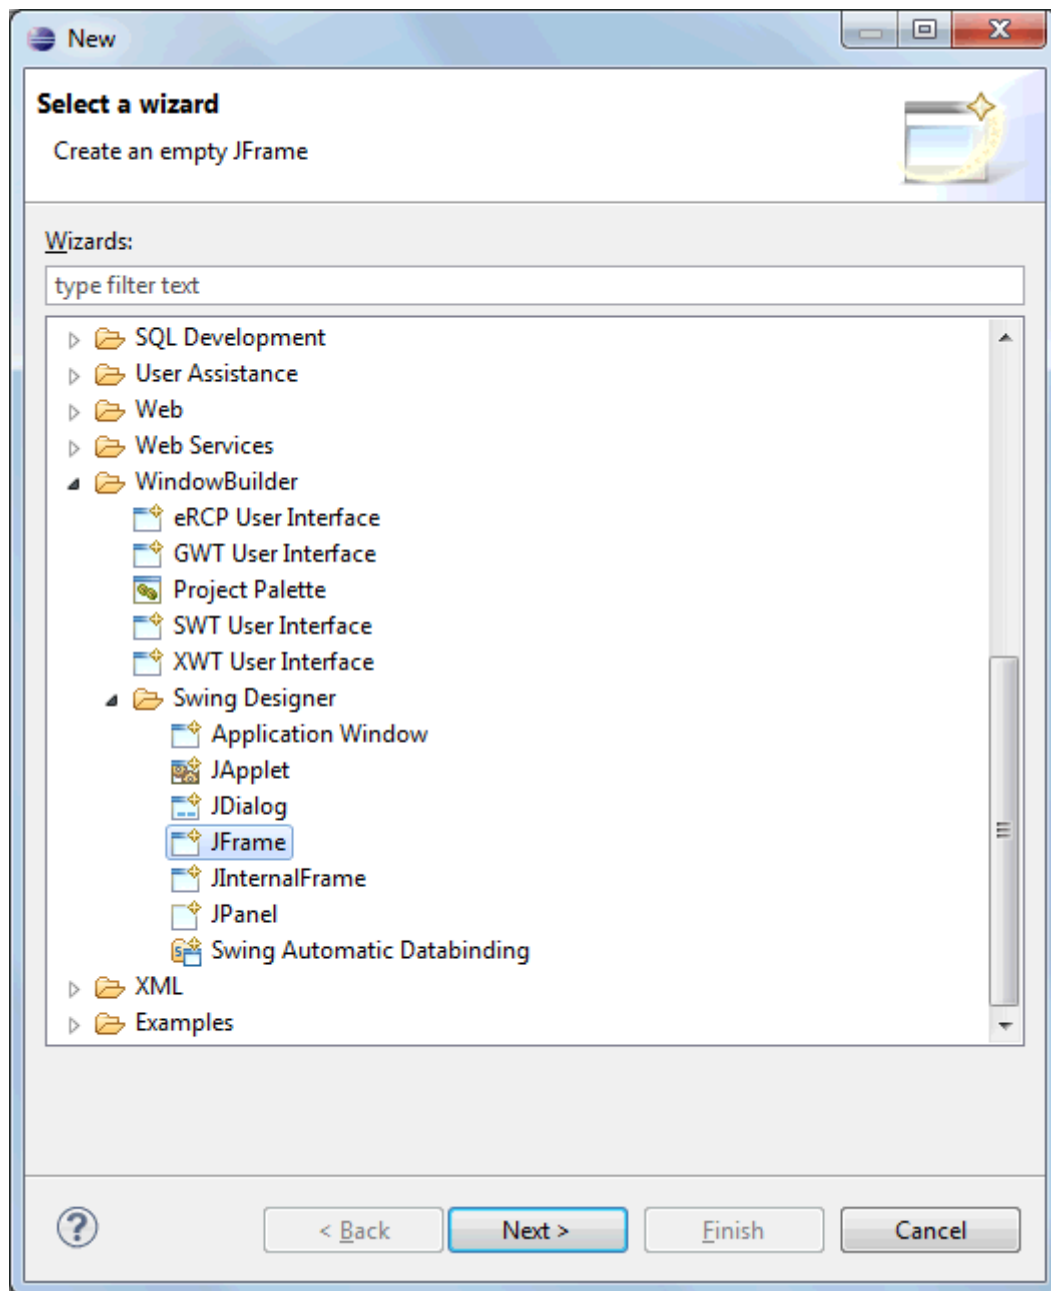 New
Select a wizard
Create an empty JFrame
Wizards:
type filter text
SQL Development
User Assistance
Web
Web Services
WindowBuilder
eRCP User Interface
GWT User Interface
Project Palette
SWT User Interface
XWT User Interface
Swing Designer
Application Window
JApplet
JDialog
JFrame
JInternalFrame
JPanel
Swing Automatic Databinding
XML
Examples
? < Back Next > Finish Cancel